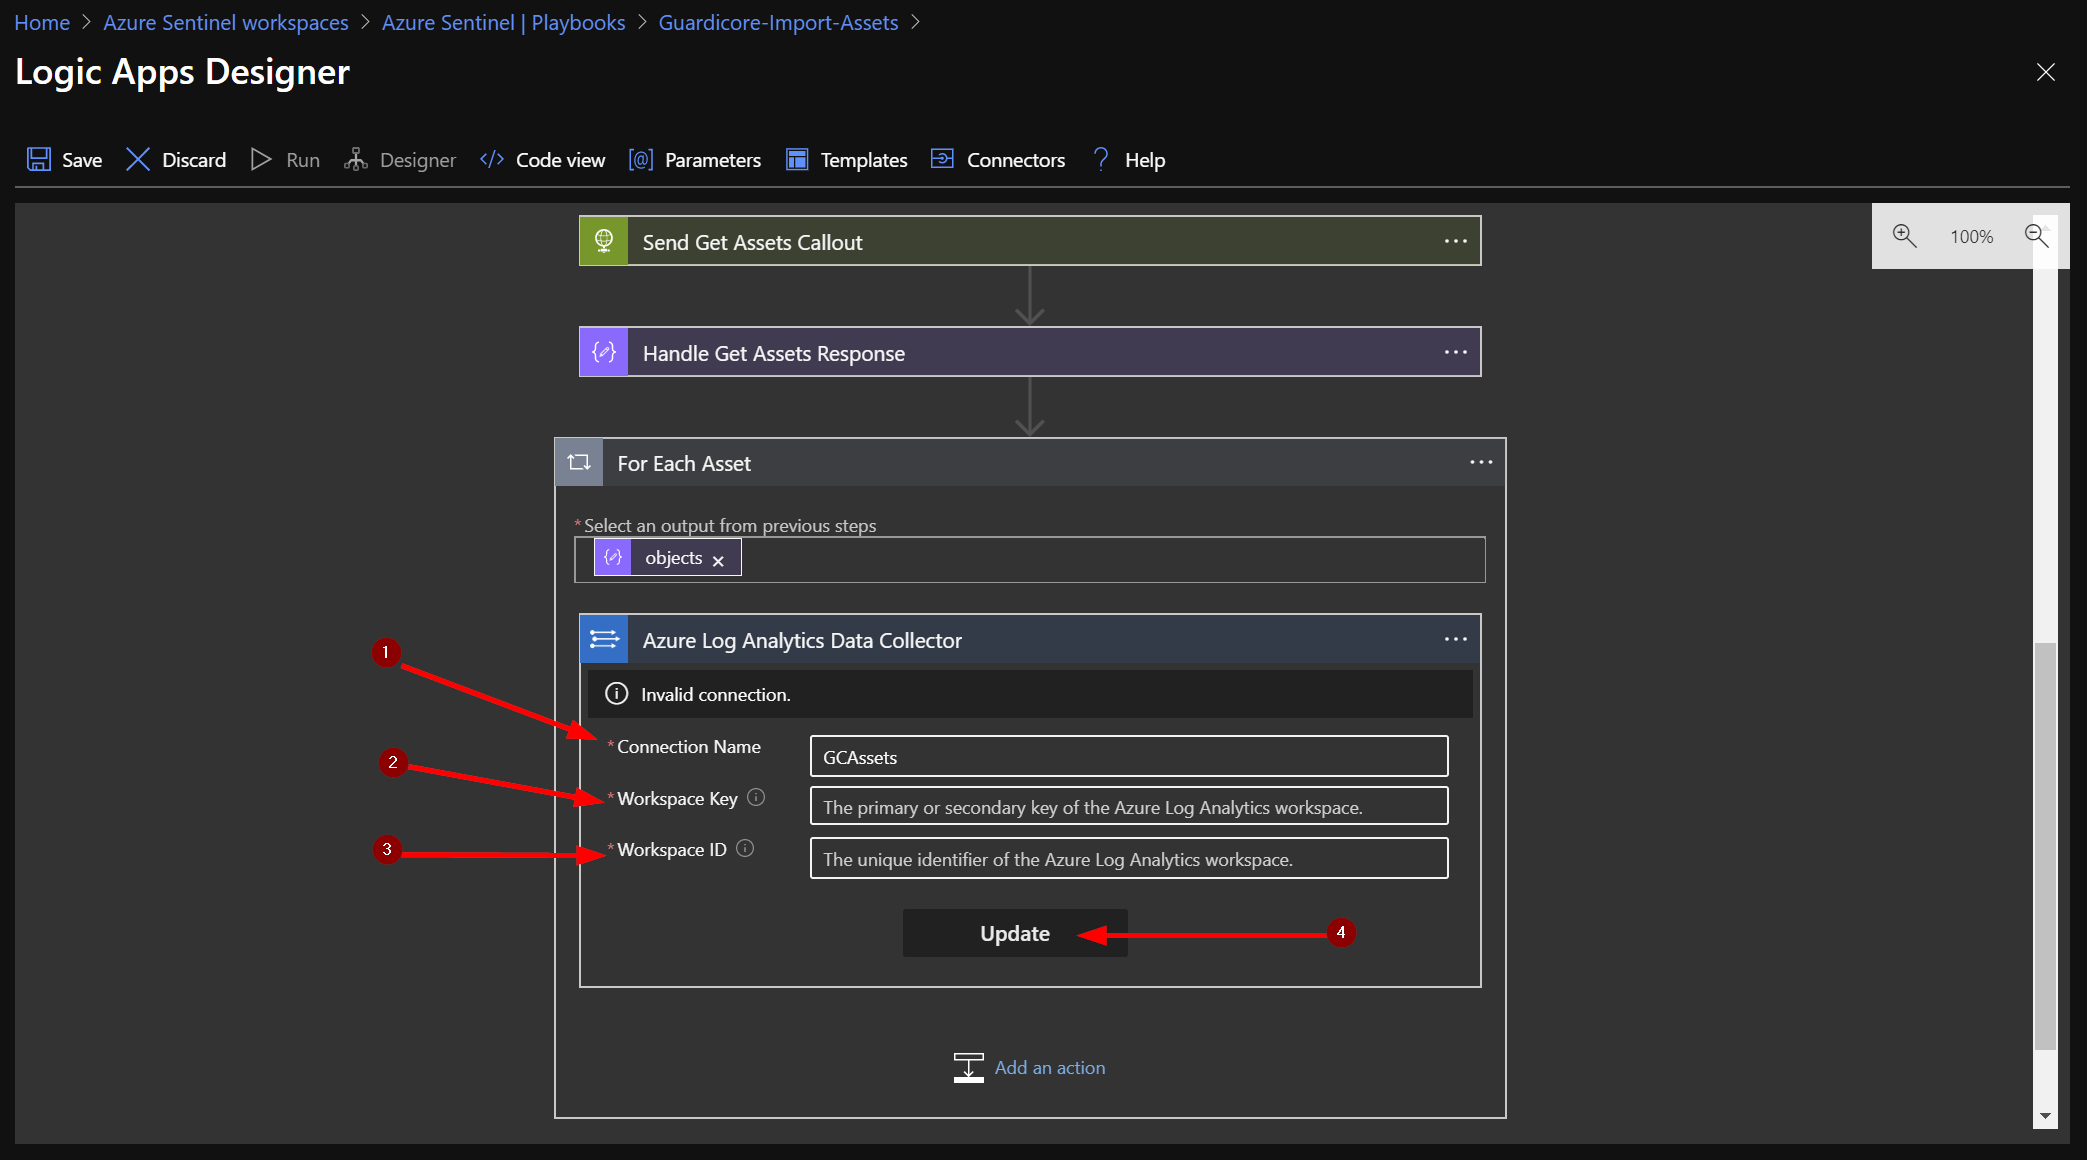 Home > Azure Sentinel workspaces > Azure Sentinel | Playbooks > Guardicore-Import-Assets >
Logic Apps Designer
Save Discard Run Designer Code view Parameters Templates Connectors ? Help
Send Get Assets Callout ...
100%
Handle Get Assets Response ...
For Each Asset ...
*Select an output from previous steps
objects ×
Azure Log Analytics Data Collector ...
1
Invalid connection.
*Connection Name GCAssets
2
*Workspace Key The primary or secondary key of the Azure Log Analytics workspace.
3
*Workspace ID The unique identifier of the Azure Log Analytics workspace.
Update 4
Add an action